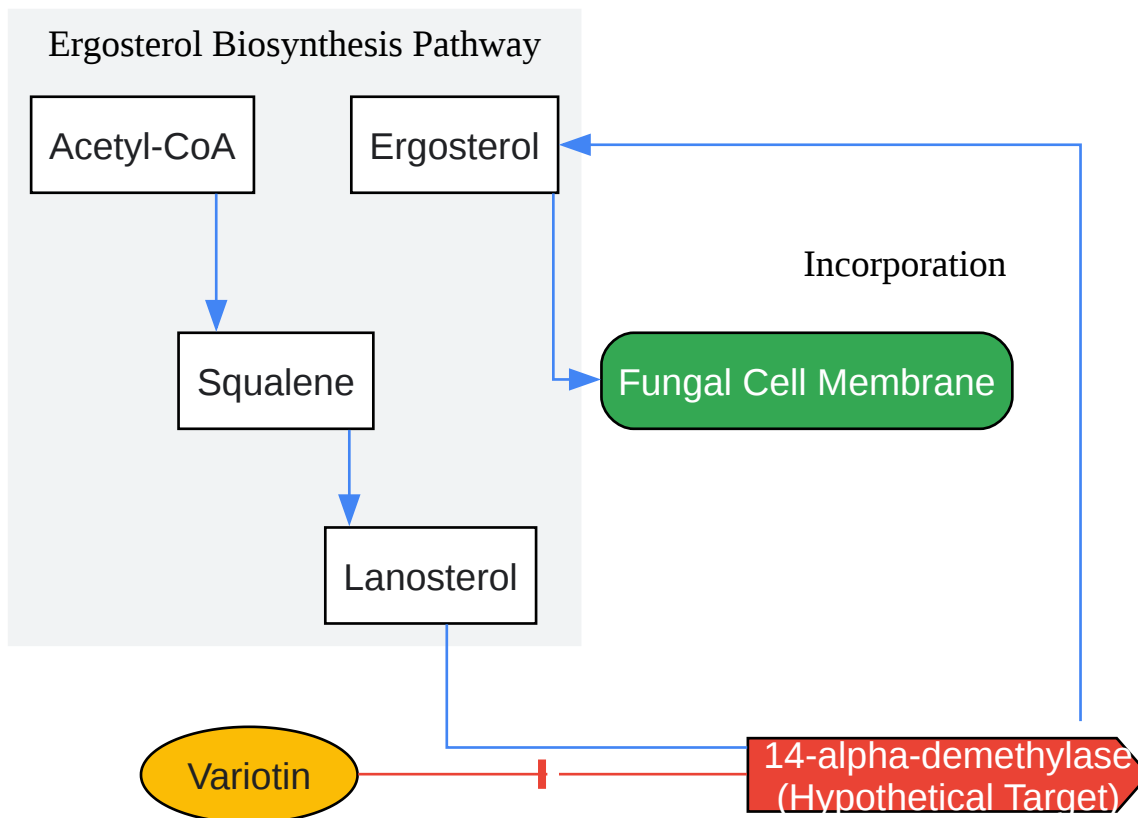 Ergosterol Biosynthesis Pathway
Acetyl-CoA
Ergosterol
Incorporation
Squalene
Fungal Cell Membrane
Lanosterol
Variotin
14-alpha-demethylase
(Hypothetical Target)